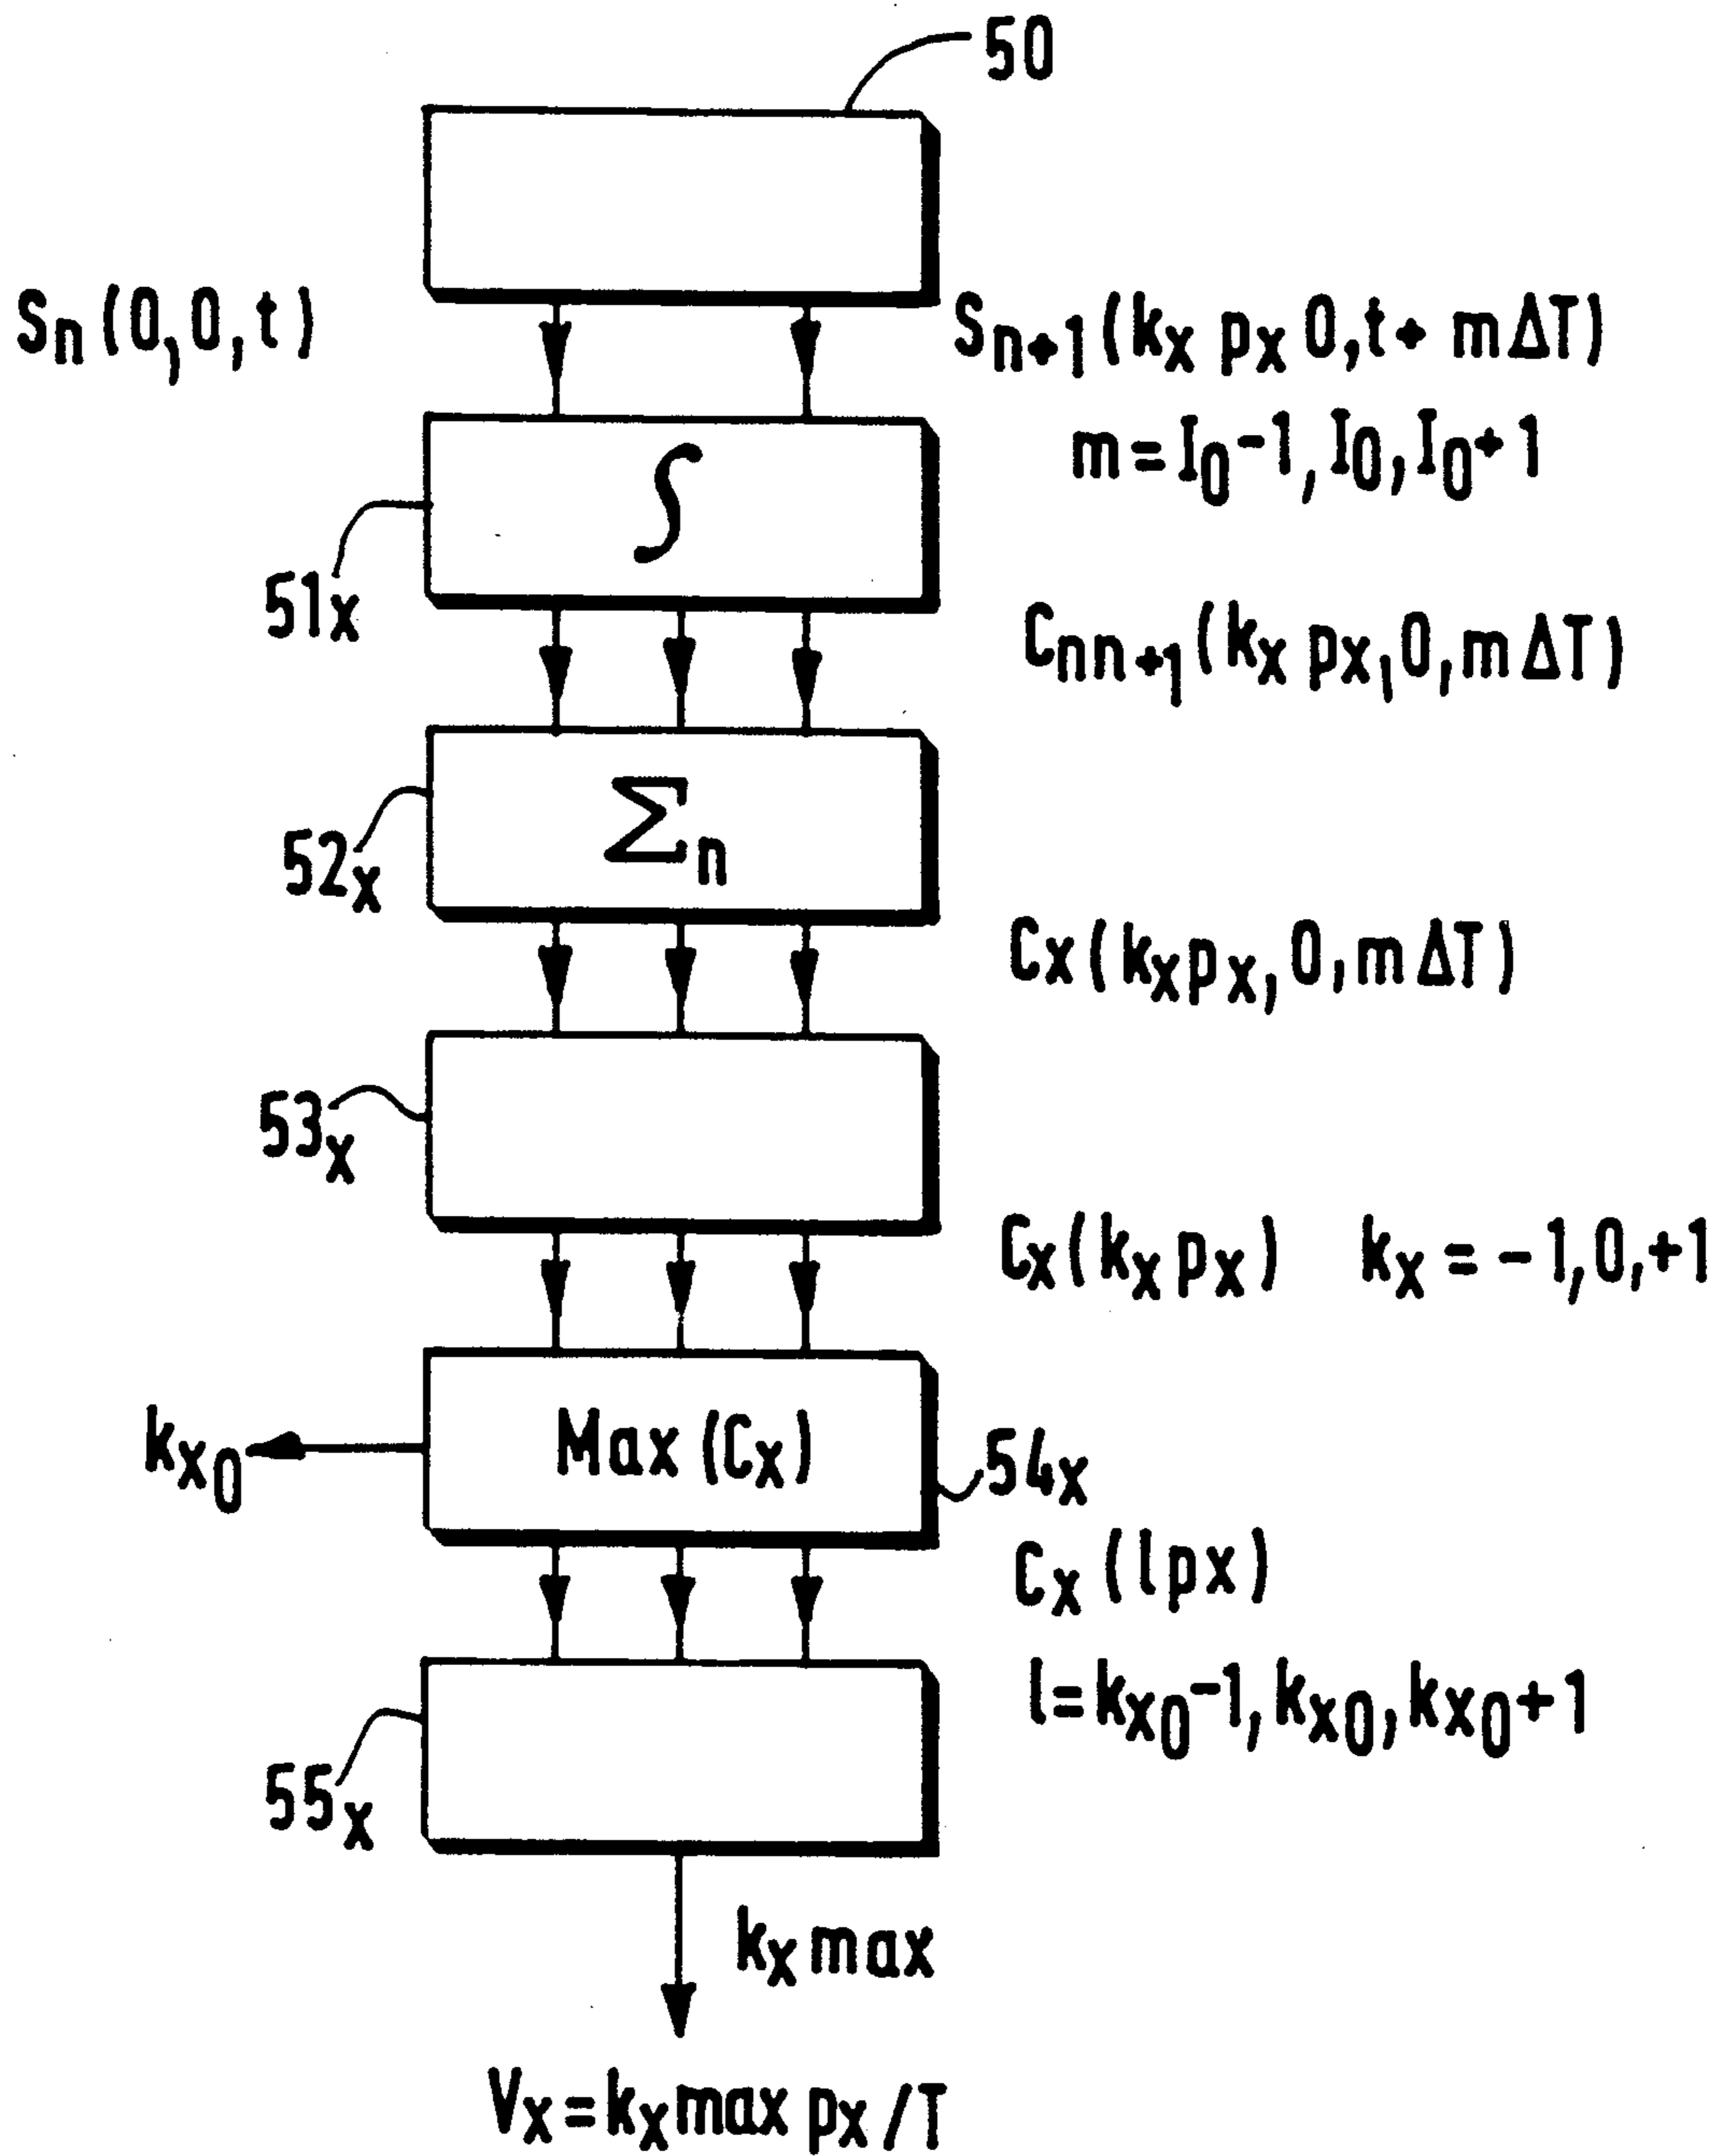 50
Sn(0,0,t)
Sn+1(kx px 0,t+ mΔT)
m=I0-1,I0,I0+1
∫
51x
Cnn+1(kx px,0,mΔT)
Σn
52x
Cx(kxpx,0,mΔT)
53x
Cx(kxpx) kx=-1,0,+1
kx0
Max(Cx)
54x
Cx(lpx)
l=kx0-1,kx0,kx0+1
55x
kx max
Vx=kxmax px/T